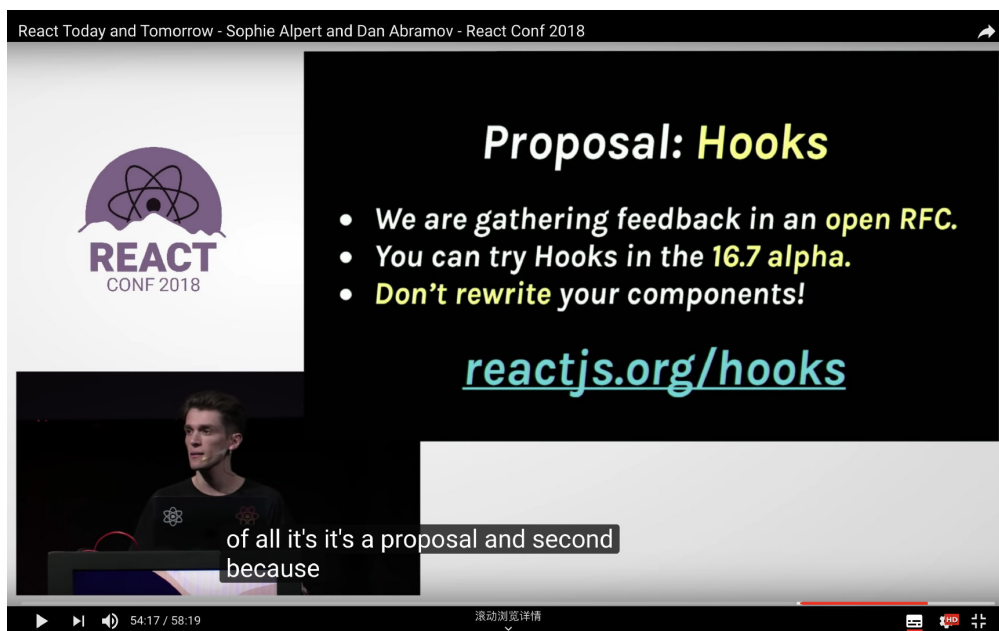 React Today and Tomorrow - Sophie Alpert and Dan Abramov - React Conf 2018
REACT
CONF 2018
Proposal: Hooks
• We are gathering feedback in an open RFC.
• You can try Hooks in the 16.7 alpha.
• Don't rewrite your components!
reactjs.org/hooks
of all it's it's a proposal and second
because
54:17 / 58:19
滚动浏览详情
HD